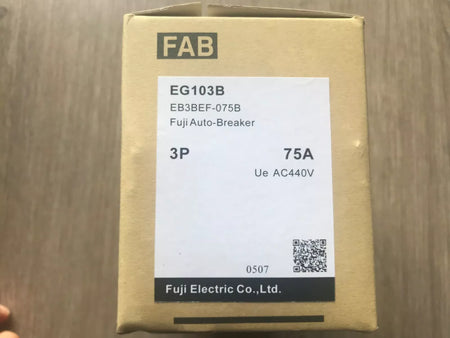 FAB
EG103B
EB3BEF-075B
Fuji Auto-Breaker
3P 75A
Ue AC440V
0507
Fuji Electric Co.,Ltd.